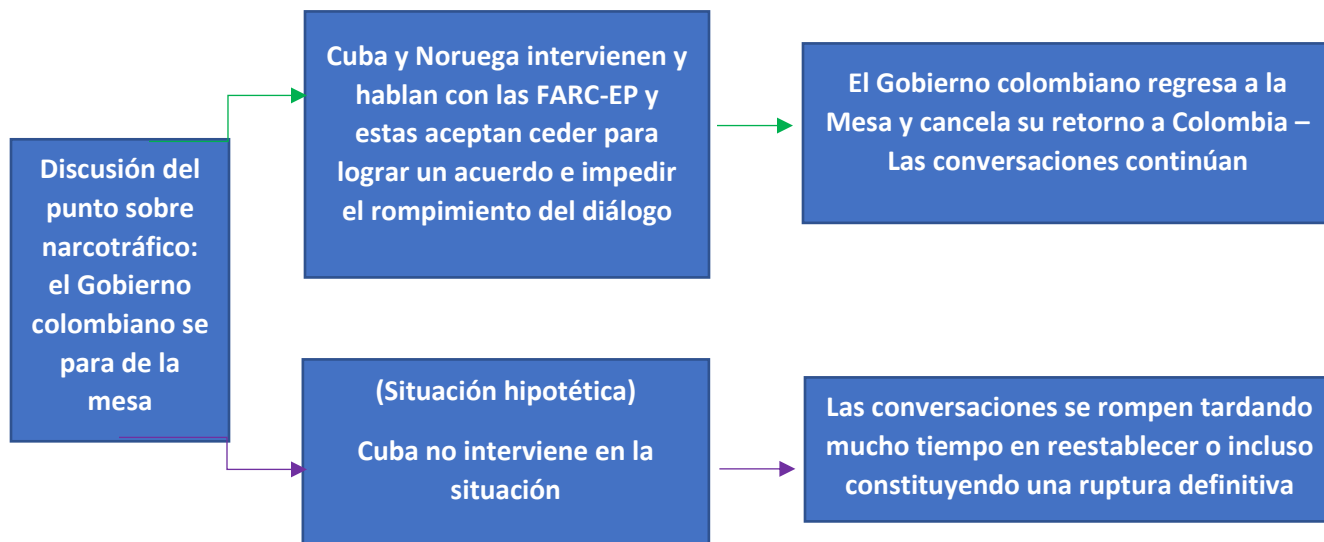 Discusión del
punto sobre
narcotráfico:
el Gobierno
colombiano se
para de la
mesa
Cuba y Noruega intervienen y
hablan con las FARC-EP y
estas aceptan ceder para
lograr un acuerdo e impedir
el rompimiento del diálogo
El Gobierno colombiano regresa a la
Mesa y cancela su retorno a Colombia –
Las conversaciones continúan
(Situación hipotética)
Cuba no interviene en la
situación
Las conversaciones se rompen tardando
mucho tiempo en reestablecer o incluso
constituyendo una ruptura definitiva